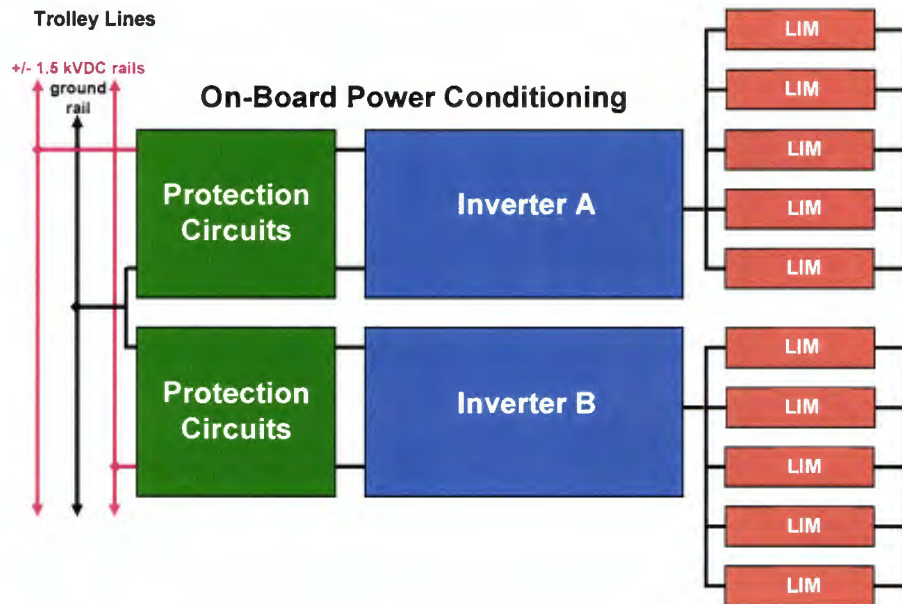 Trolley Lines
+/- 1.5 kVDC rails
ground
rail
On-Board Power Conditioning
Protection
Circuits
Inverter A
LIM
LIM
LIM
LIM
LIM
Protection
Circuits
Inverter B
LIM
LIM
LIM
LIM
LIM